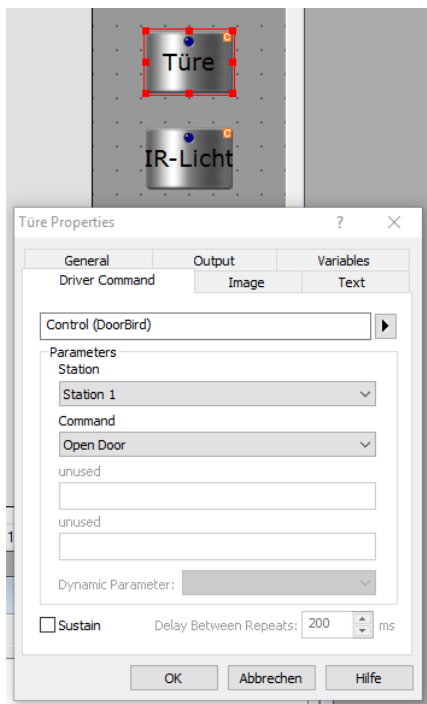 C
Türe
C
IR-Licht
Türe Properties
?
General
Output
Variables
Driver Command
Image
Text
Control (DoorBird)
Parameters
Station
Station 1
Command
Open Door
unused
unused
Dynamic Parameter:
Sustain
Delay Between Repeats:
200
ms
OK
Abbrechen
Hilfe
1